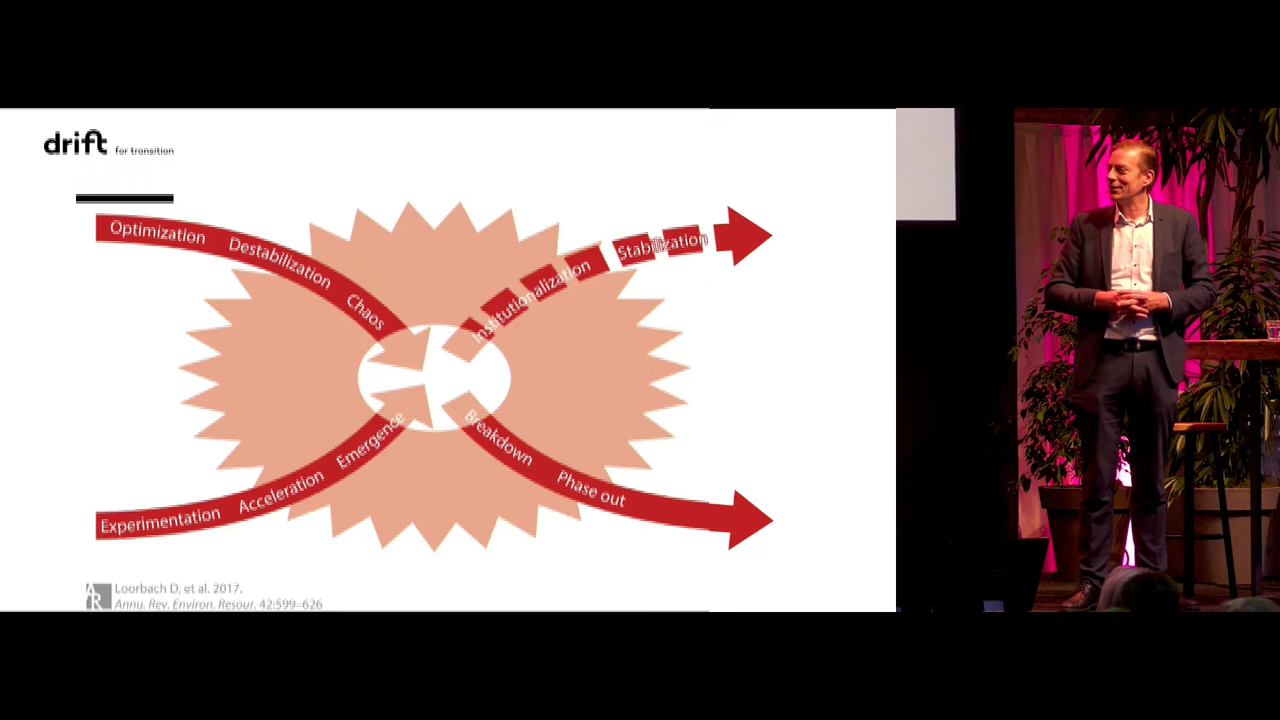 drift for transition
Optimization Destabilization Chaos
Institutionalization Stabilization
Experimentation Acceleration Emergence
Breakdown Phase out
AR
Loorbach D, et al. 2017.
Annu. Rev. Environ. Resour. 42:599–626